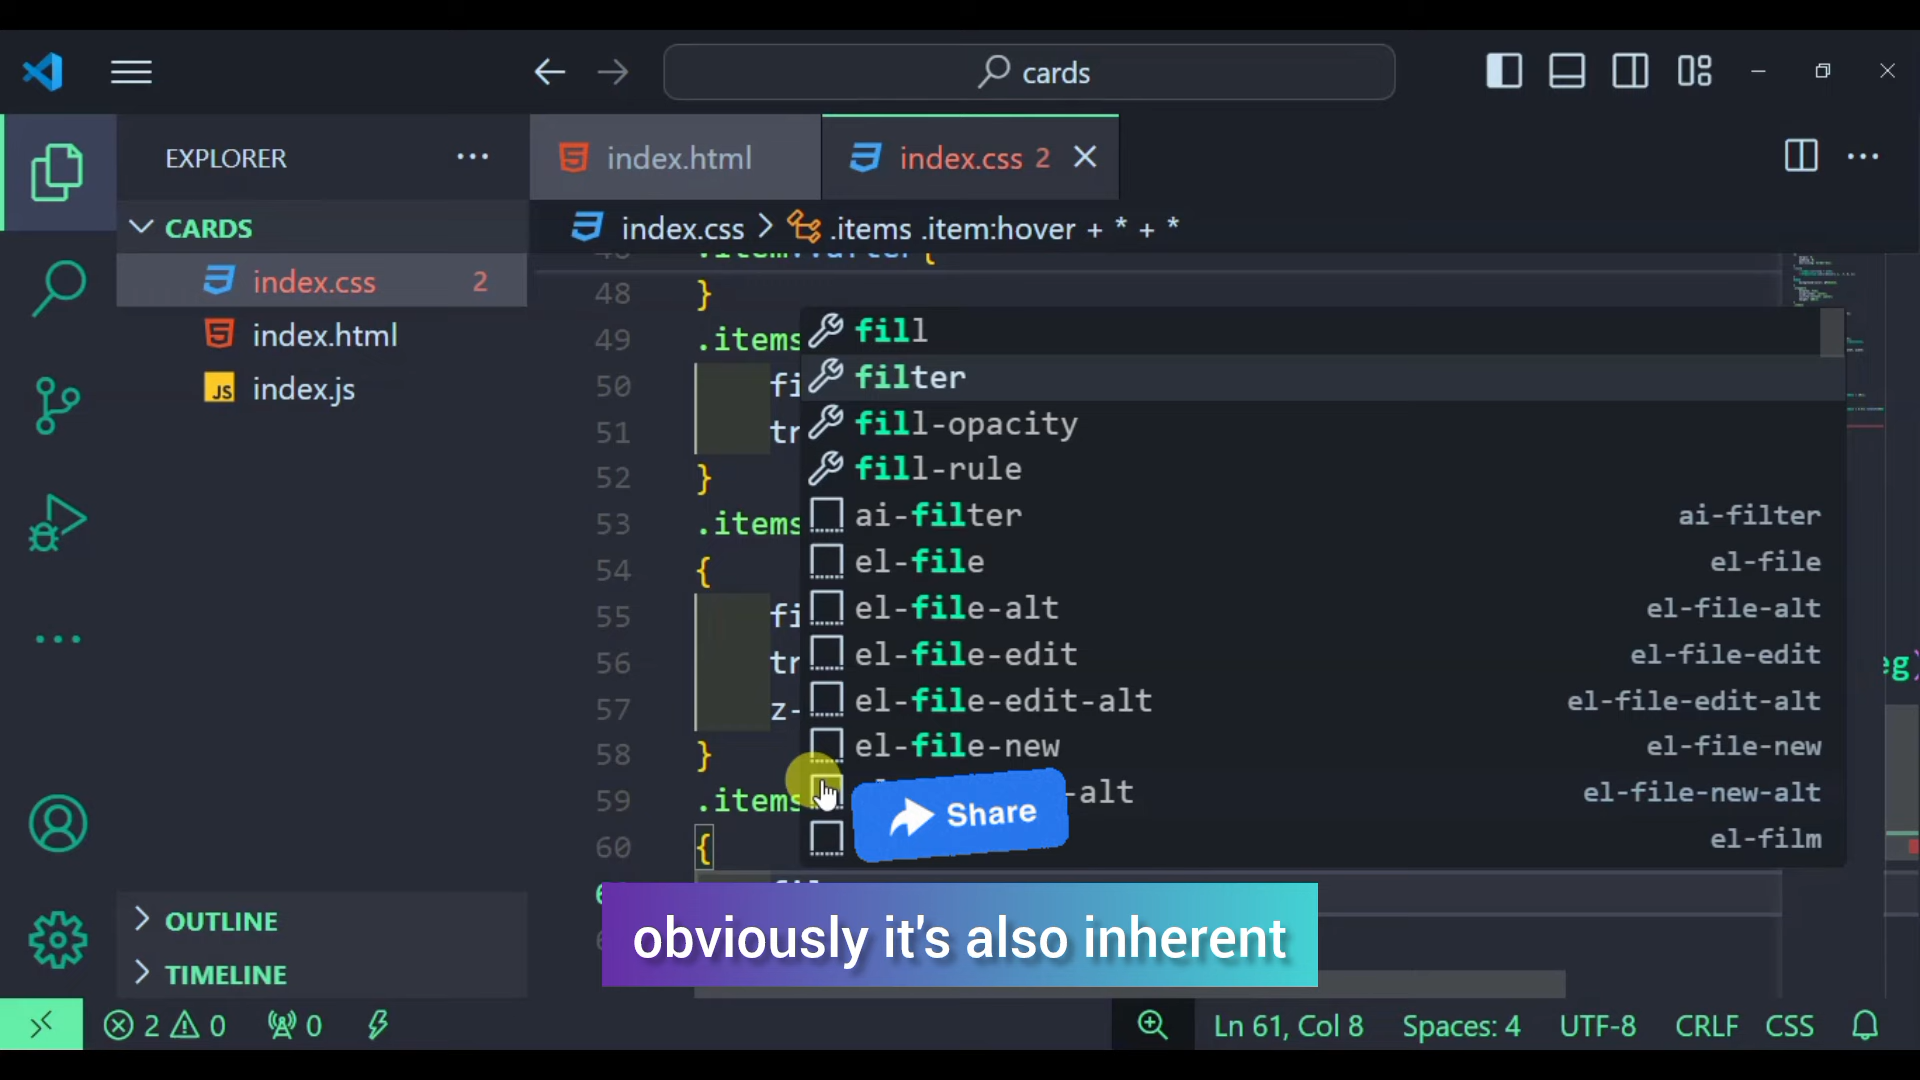 cards
EXPLORER
index.html
index.css 2
CARDS
index.css > .items .item:hover + * + *
index.css 2
index.html
JS index.js
48 }
49 .items
50 fi
51 tr
52 }
53 .items
54 {
55 fi
56 tr
57 z-
58 }
59 .items
60 {
fill
filter
fill-opacity
fill-rule
ai-filter ai-filter
el-file el-file
el-file-alt el-file-alt
el-file-edit el-file-edit
el-file-edit-alt el-file-edit-alt
el-file-new el-file-new
-alt el-file-new-alt
el-film
eg)
Share
obviously it's also inherent
OUTLINE
TIMELINE
2 0 0
Ln 61, Col 8 Spaces: 4 UTF-8 CRLF CSS